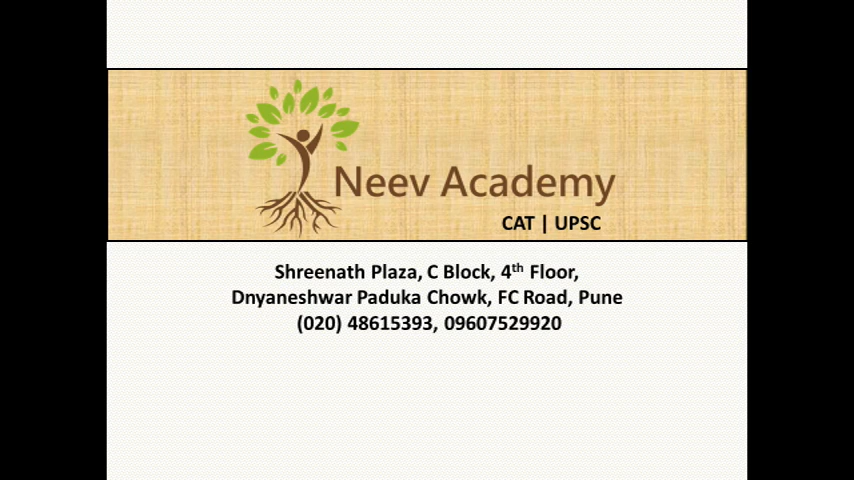 Neev Academy
CAT | UPSC
Shreenath Plaza, C Block, 4th Floor,
Dnyaneshwar Paduka Chowk, FC Road, Pune
(020) 48615393, 09607529920